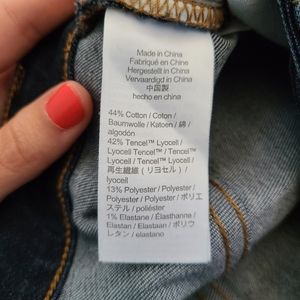 Made in China
Fabriqué en Chine
Hergestellt in China
Vervaardigd in China
中国製
hecho en china
44% Cotton / Coton /
Baumwolle / Katoen / 綿 /
algodón
42% Tencel™ Lyocell /
Lyocell Tencel™ / Tencel™
Lyocell / Tencel™ Lyocell /
再生繊維（リヨセル）/
lyocell
13% Polyester / Polyester /
Polyester / Polyester / ポリエ
ステル / poliéster
1% Elastane / Élasthanne /
Elastan / Elastaan / ポリウ
レタン / elastano